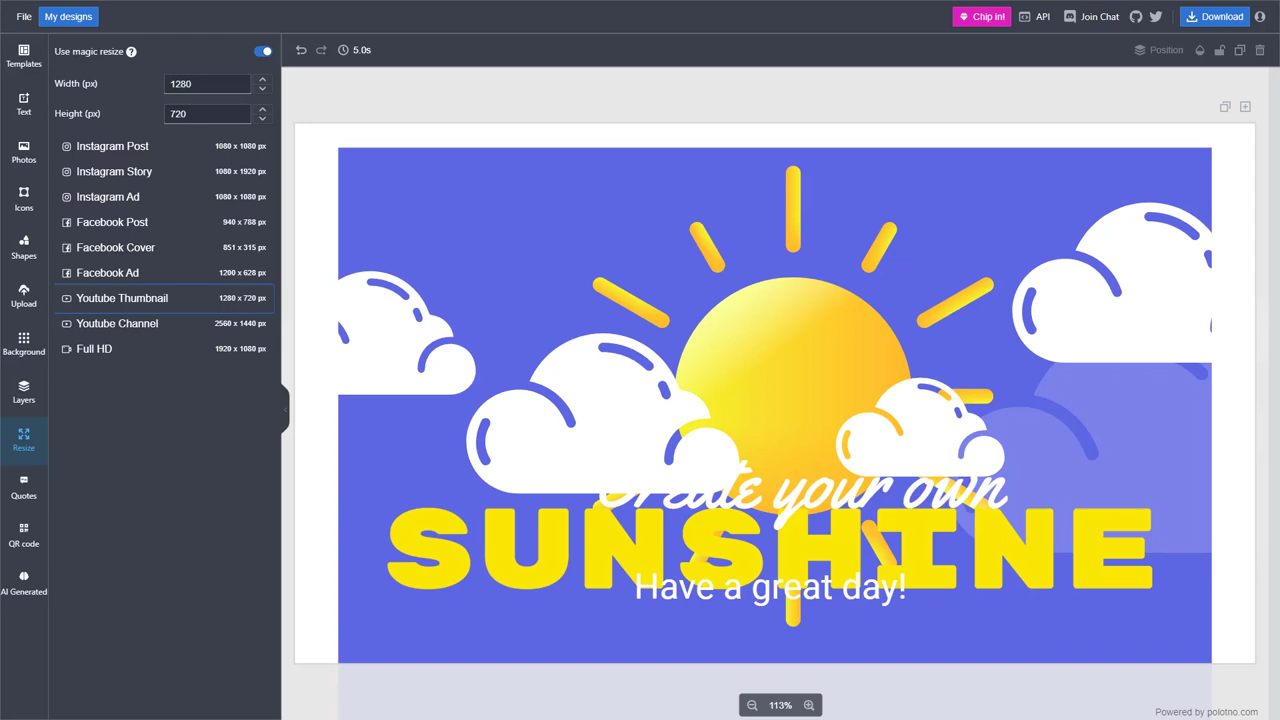 File My designs Chip in! API Join Chat Download
Templates
Text
Photos
Icons
Shapes
Upload
Background
Layers
Resize
Quotes
QR code
AI Generated
Use magic resize ?
Width (px) 1280
Height (px) 720
Instagram Post 1080 x 1080 px
Instagram Story 1080 x 1920 px
Instagram Ad 1080 x 1080 px
Facebook Post 940 x 788 px
Facebook Cover 851 x 315 px
Facebook Ad 1200 x 628 px
Youtube Thumbnail 1280 x 720 px
Youtube Channel 2560 x 1440 px
Full HD 1920 x 1080 px
5.0s Position
Create your own
SUNSHINE
Have a great day!
113%
Powered by polotno.com